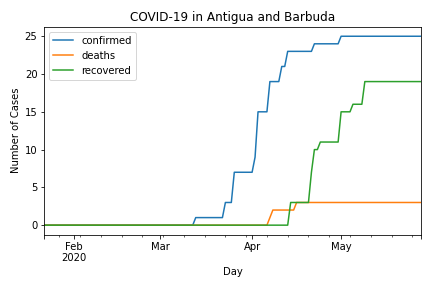 COVID-19 in Antigua and Barbuda
confirmed
deaths
recovered
25
20
15
10
5
0
Number of Cases
Feb Mar Apr May
2020
Day